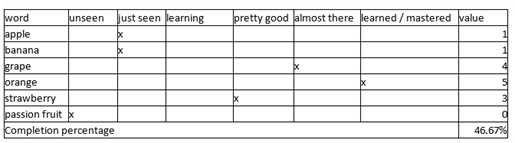 word unseen just seen learning pretty good almost there learned / mastered value
apple x 1
banana x 1
grape x 4
orange x 5
strawberry x 3
passion fruit x 0
Completion percentage 46.67%